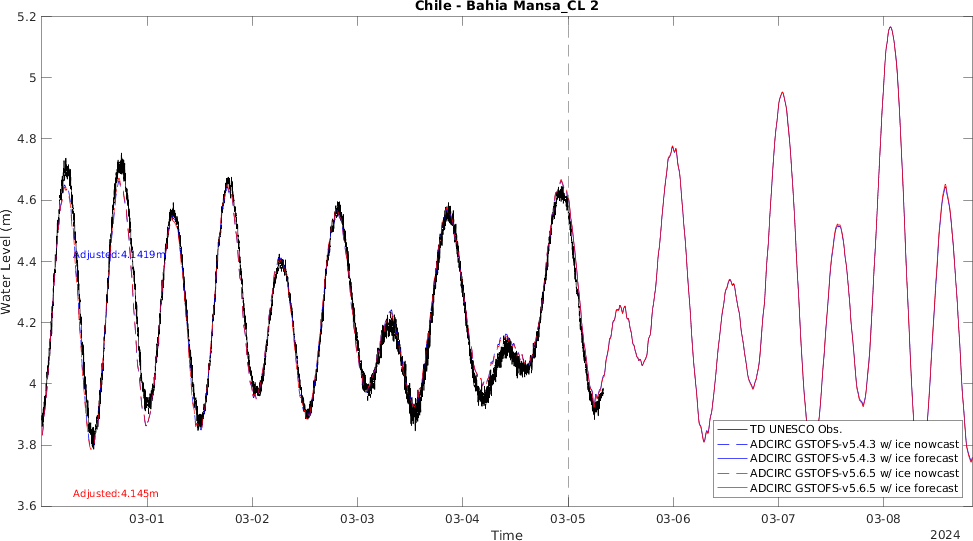 Chile - Bahia Mansa_CL 2
5.2
5
4.8
4.6
4.4
4.2
4
3.8
3.6
Water Level (m)
Adjusted:4.1419m
Adjusted:4.145m
TD UNESCO Obs.
ADCIRC GSTOFS-v5.4.3 w/ ice nowcast
ADCIRC GSTOFS-v5.4.3 w/ ice forecast
ADCIRC GSTOFS-v5.6.5 w/ ice nowcast
ADCIRC GSTOFS-v5.6.5 w/ ice forecast
03-01 03-02 03-03 03-04 03-05 03-06 03-07 03-08
Time
2024